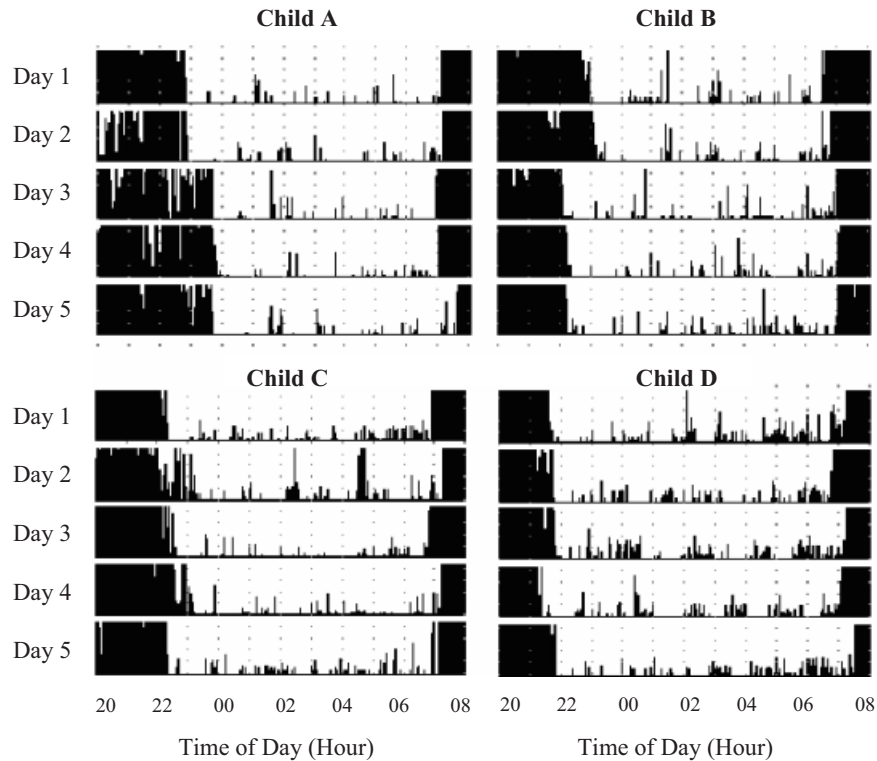 Child A Child B
Day 1
Day 2
Day 3
Day 4
Day 5
Child C Child D
Day 1
Day 2
Day 3
Day 4
Day 5
20 22 00 02 04 06 08 20 22 00 02 04 06 08
Time of Day (Hour) Time of Day (Hour)